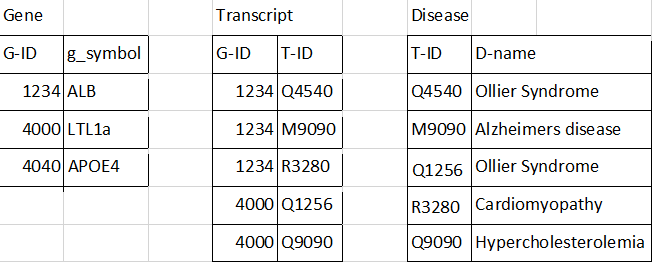 Gene Transcript Disease
G-ID g_symbol G-ID T-ID T-ID D-name
1234 ALB 1234 Q4540 Q4540 Ollier Syndrome
4000 LTL1a 1234 M9090 M9090 Alzheimers disease
4040 APOE4 1234 R3280 Q1256 Ollier Syndrome
4000 Q1256 R3280 Cardiomyopathy
4000 Q9090 Q9090 Hypercholesterolemia